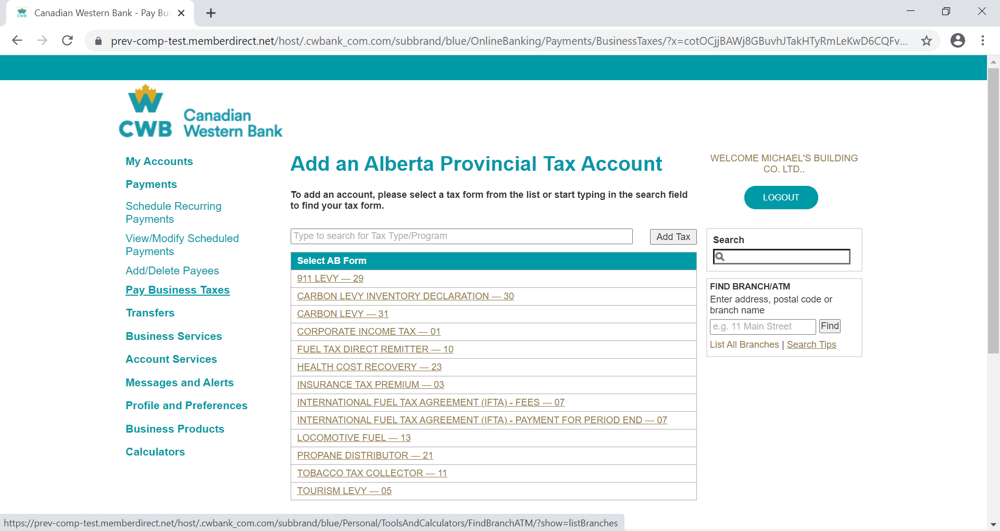 Canadian Western Bank - Pay Bus
prev-comp-test.memberdirect.net/host/.cwbank_com.com/subbrand/blue/OnlineBanking/Payments/BusinessTaxes/?x=cotOCjjBAWj8GBuvhJTakHTyRmLeKwD6CQFv...
CWB
Canadian
Western Bank
My Accounts
Payments
Schedule Recurring
Payments
View/Modify Scheduled
Payments
Add/Delete Payees
Pay Business Taxes
Transfers
Business Services
Account Services
Messages and Alerts
Profile and Preferences
Business Products
Calculators
Add an Alberta Provincial Tax Account
To add an account, please select a tax form from the list or start typing in the search field
to find your tax form.
Type to search for Tax Type/Program
Add Tax
Select AB Form
911 LEVY — 29
CARBON LEVY INVENTORY DECLARATION — 30
CARBON LEVY — 31
CORPORATE INCOME TAX — 01
FUEL TAX DIRECT REMITTER — 10
HEALTH COST RECOVERY — 23
INSURANCE TAX PREMIUM — 03
INTERNATIONAL FUEL TAX AGREEMENT (IFTA) - FEES — 07
INTERNATIONAL FUEL TAX AGREEMENT (IFTA) - PAYMENT FOR PERIOD END — 07
LOCOMOTIVE FUEL — 13
PROPANE DISTRIBUTOR — 21
TOBACCO TAX COLLECTOR — 11
TOURISM LEVY — 05
WELCOME MICHAEL'S BUILDING
CO. LTD..
LOGOUT
Search
FIND BRANCH/ATM
Enter address, postal code or
branch name
e.g. 11 Main Street
Find
List All Branches | Search Tips
https://prev-comp-test.memberdirect.net/host/.cwbank_com.com/subbrand/blue/Personal/ToolsAndCalculators/FindBranchATM/?show=listBranches